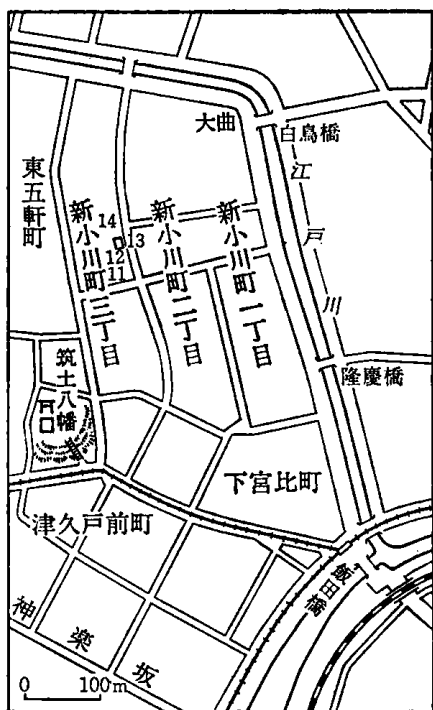 大曲
白鳥橋
江戸川
東五軒町
新小川町三丁目
14
13
12
11
新小川町二丁目
新小川町一丁目
隆慶橋
筑土八幡
下宮比町
津久戸前町
飯田橋
神楽坂
0 100m